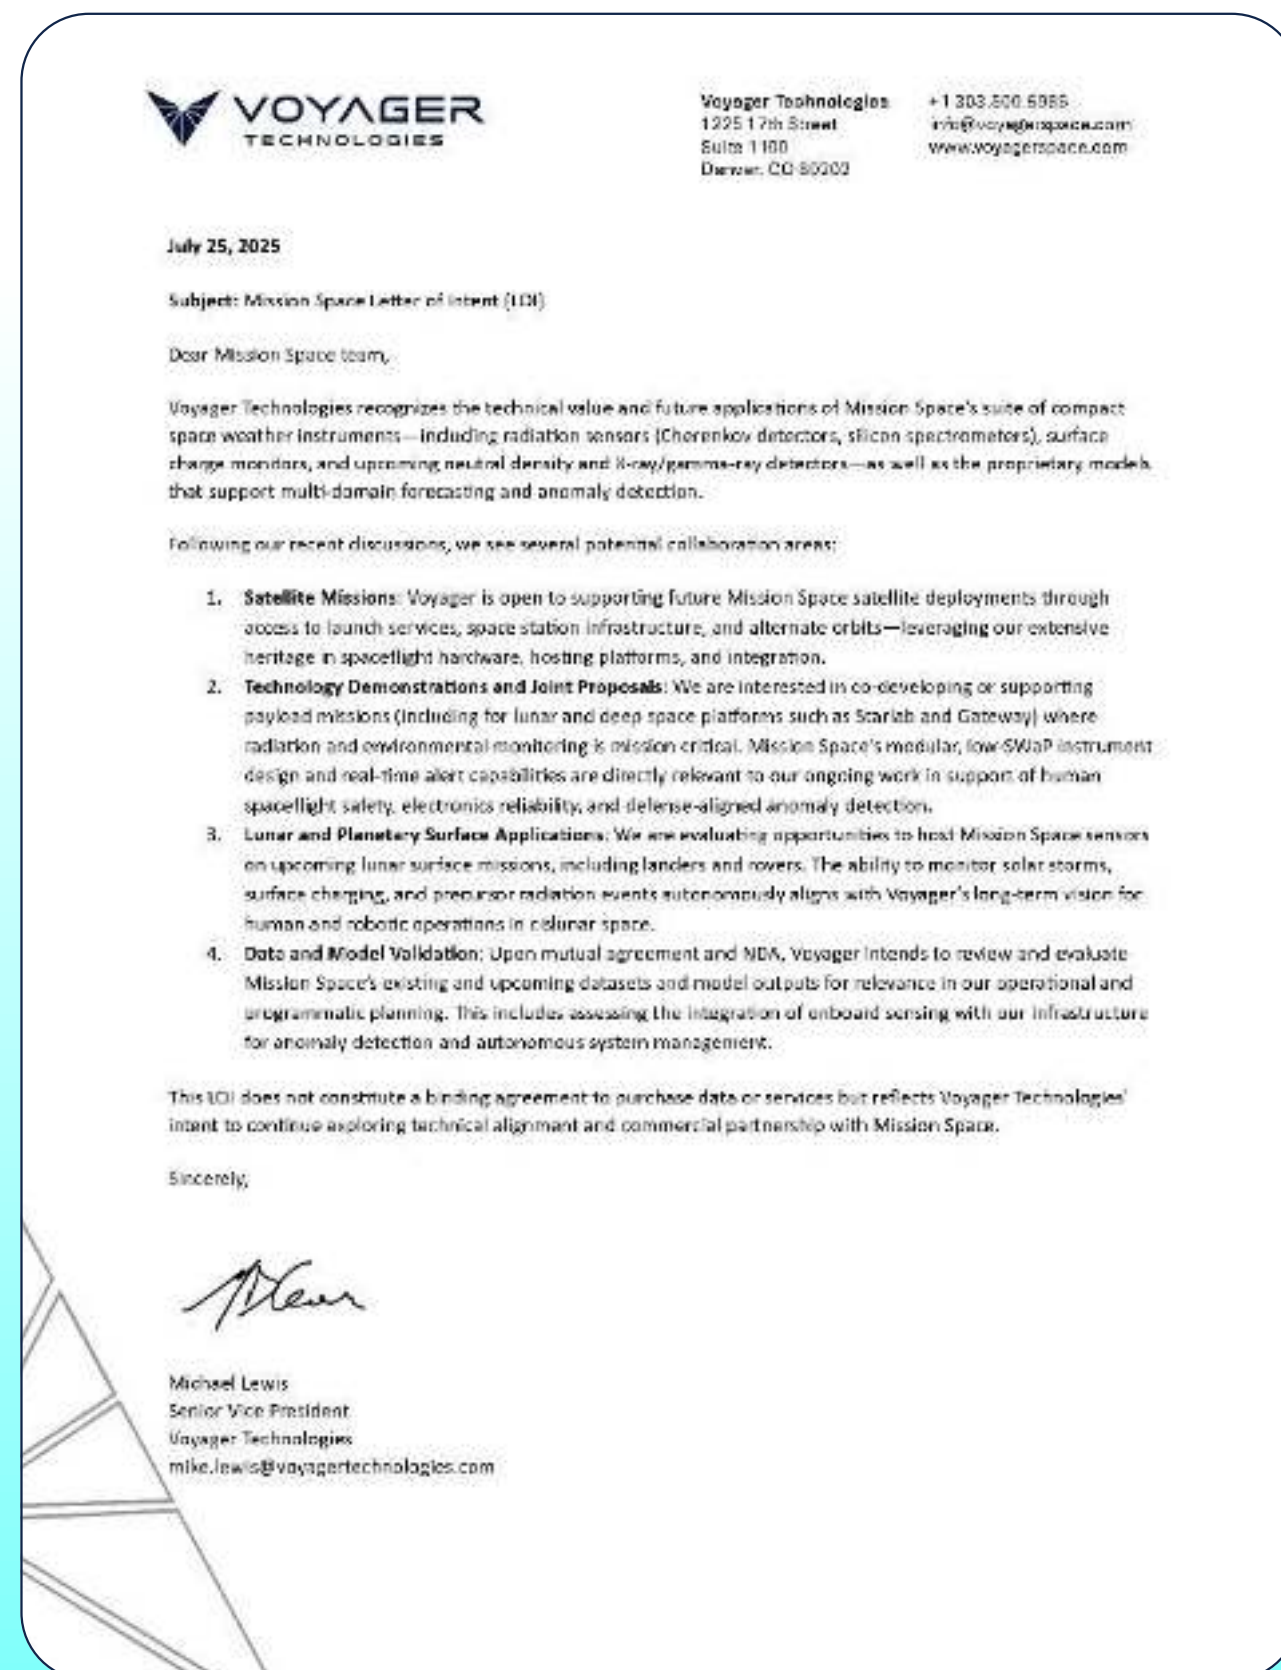 VOYAGER
TECHNOLOGIES
Voyager Technologies
1225 17th Street
Suite 1100
Denver, CO 80202
info@voyagerspace.com
www.voyagerspace.com
July 25, 2025
Subject: Mission Space Letter of Intent (LOI)
Dear Mission Space team,
Voyager Technologies recognizes the technical value and future applications of Mission Space's suite of compact
space weather instruments—including radiation sensors (Cherenkov detectors, silicon spectrometers), surface
charge monitors, and upcoming neutral density and X-ray/gamma-ray detectors—as well as the proprietary models
that support multi-domain forecasting and anomaly detection.
Following our recent discussions, we see several potential collaboration areas:
1. Satellite Missions: Voyager is open to supporting future Mission Space satellite deployments through
access to launch services, space station infrastructure, and alternate orbits—leveraging our extensive
heritage in spaceflight hardware, hosting platforms, and integration.
2. Technology Demonstrations and Joint Proposals: We are interested in co-developing or supporting
payload missions (including for lunar and deep space platforms such as Starlab and Gateway) where
radiation and environmental monitoring is mission critical. Mission Space's modular, low-SWaP instrument
design and real-time alert capabilities are directly relevant to our ongoing work in support of human
spaceflight safety, electronics reliability, and defense-aligned anomaly detection.
3. Lunar and Planetary Surface Applications: We are evaluating opportunities to host Mission Space sensors
on upcoming lunar surface missions, including landers and rovers. The ability to monitor solar storms,
surface charging, and precursor radiation events autonomously aligns with Voyager's long-term vision for
human and robotic operations in cislunar space.
4. Data and Model Validation: Upon mutual agreement and NDA, Voyager intends to review and evaluate
Mission Space's existing and upcoming datasets and model outputs for relevance in our operational and
programmatic planning. This includes assessing the integration of onboard sensing with our infrastructure
for anomaly detection and autonomous system management.
This LOI does not constitute a binding agreement to purchase data or services but reflects Voyager Technologies'
intent to continue exploring technical alignment and commercial partnership with Mission Space.
Sincerely,
Michael Lewis
Senior Vice President
Voyager Technologies
mike.lewis@voyagertechnologies.com